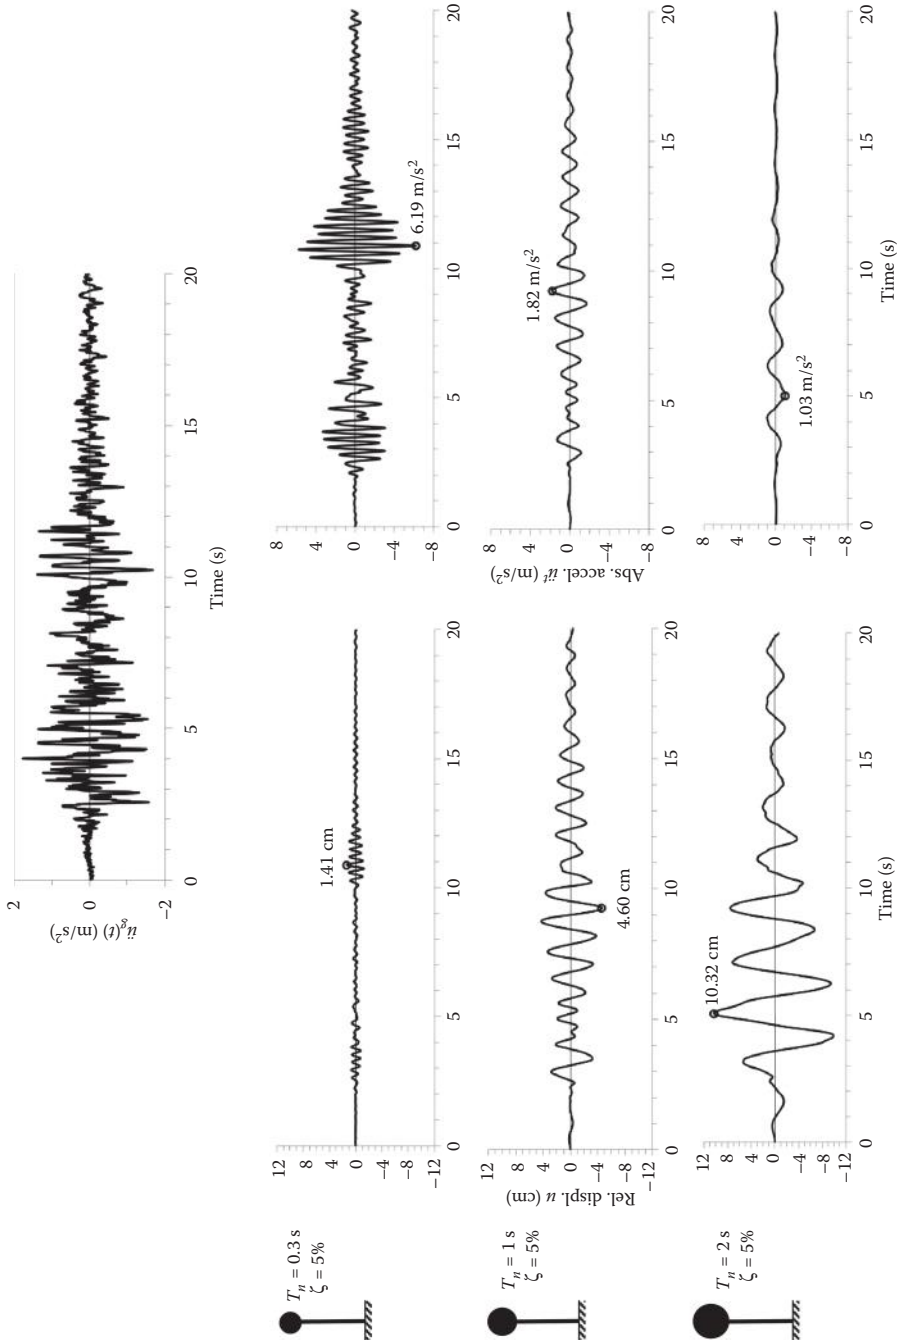 2
0
−2
ü_g(t) (m/s²)
0 5 10 15 20
Time (s)
T_n = 0.3 s
ζ = 5%
12
8
4
0
−4
−8
−12
1.41 cm
0 5 10 15 20
8
4
0
−4
−8
6.19 m/s²
0 5 10 15 20
T_n = 1 s
ζ = 5%
Rel. displ. u (cm)
12
8
4
0
−4
−8
−12
4.60 cm
0 5 10 15 20
Abs. accel. üᵗ (m/s²)
8
4
0
−4
−8
1.82 m/s²
0 5 10 15 20
T_n = 2 s
ζ = 5%
12
8
4
0
−4
−8
−12
10.32 cm
0 5 10 15 20
Time (s)
8
4
0
−4
−8
1.03 m/s²
0 5 10 15 20
Time (s)